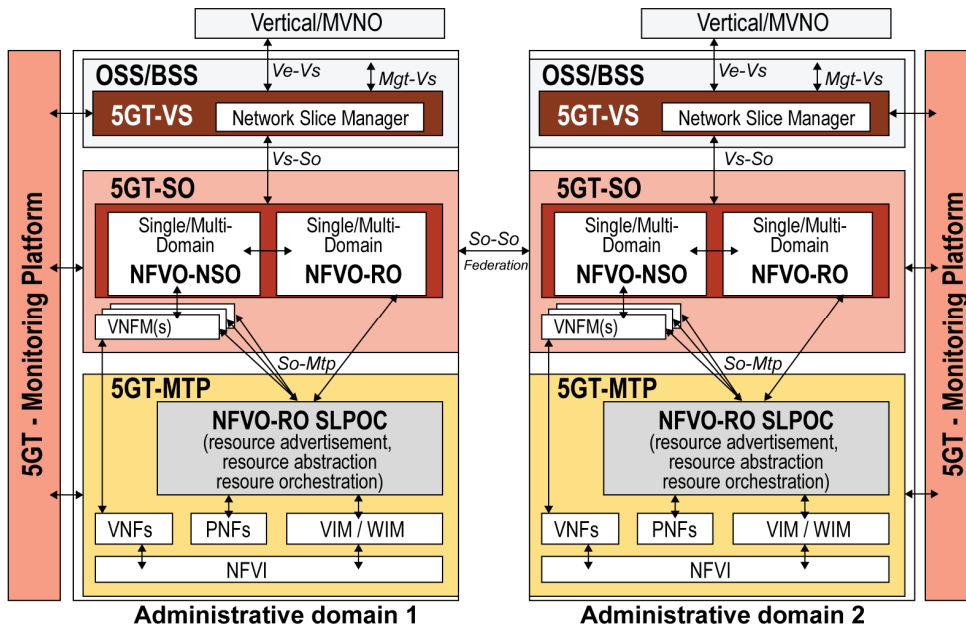 Vertical/MVNO
Ve-Vs
OSS/BSS
Mgt-Vs
5GT-VS
Network Slice Manager
Vs-So
5GT-SO
Single/Multi-
Domain
NFVO-NSO
Single/Multi-
Domain
NFVO-RO
VNFM(s)
So-Mtp
5GT-MTP
NFVO-RO SLPOC
(resource advertisement,
resource abstraction
resoure orchestration)
VNFs
PNFs
VIM / WIM
NFVI
5GT - Monitoring Platform
Administrative domain 1
So-So
Federation
Vertical/MVNO
Ve-Vs
OSS/BSS
Mgt-Vs
5GT-VS
Network Slice Manager
Vs-So
5GT-SO
Single/Multi-
Domain
NFVO-NSO
Single/Multi-
Domain
NFVO-RO
VNFM(s)
So-Mtp
5GT-MTP
NFVO-RO SLPOC
(resource advertisement,
resource abstraction
resoure orchestration)
VNFs
PNFs
VIM / WIM
NFVI
5GT - Monitoring Platform
Administrative domain 2